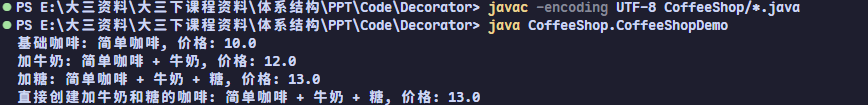 PS E:\大三资料\大三下课程资料\体系结构\PPT\Code\Decorator> javac -encoding UTF-8 CoffeeShop/*.java
PS E:\大三资料\大三下课程资料\体系结构\PPT\Code\Decorator> java CoffeeShop.CoffeeShopDemo
基础咖啡: 简单咖啡, 价格: 10.0
加牛奶: 简单咖啡 + 牛奶, 价格: 12.0
加糖: 简单咖啡 + 牛奶 + 糖, 价格: 13.0
直接创建加牛奶和糖的咖啡: 简单咖啡 + 牛奶 + 糖, 价格: 13.0